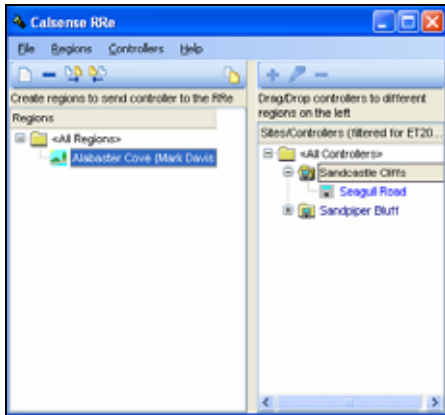 Calsense RRe
File Regions Controllers Help
Create regions to send controller to the RRe
Regions
<All Regions>
Alabaster Cove (Mark Davis
Drag/Drop controllers to different
regions on the left
Sites/Controllers (filtered for ET20...
<All Controllers>
Sandcastle Cliffs
Seagull Road
Sandpiper Bluff